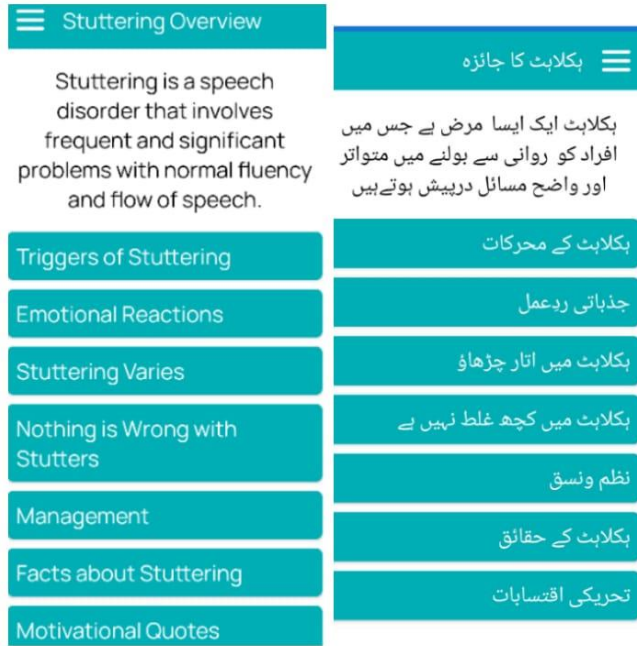 Stuttering Overview
Stuttering is a speech
disorder that involves
frequent and significant
problems with normal fluency
and flow of speech.
Triggers of Stuttering
Emotional Reactions
Stuttering Varies
Nothing is Wrong with
Stutters
Management
Facts about Stuttering
Motivational Quotes
ہکلاہٹ کا جائزہ
ہکلاہٹ ایک ایسا مرض ہے جس میں
افراد کو روانی سے بولنے میں متواتر
اور واضح مسائل درپیش ہوتےہیں
ہکلاہٹ کے محرکات
جذباتی ردِعمل
ہکلاہٹ میں اتار چڑھاؤ
ہکلاہٹ میں کچھ غلط نہیں ہے
نظم ونسق
ہکلاہٹ کے حقائق
تحریکی اقتسابات